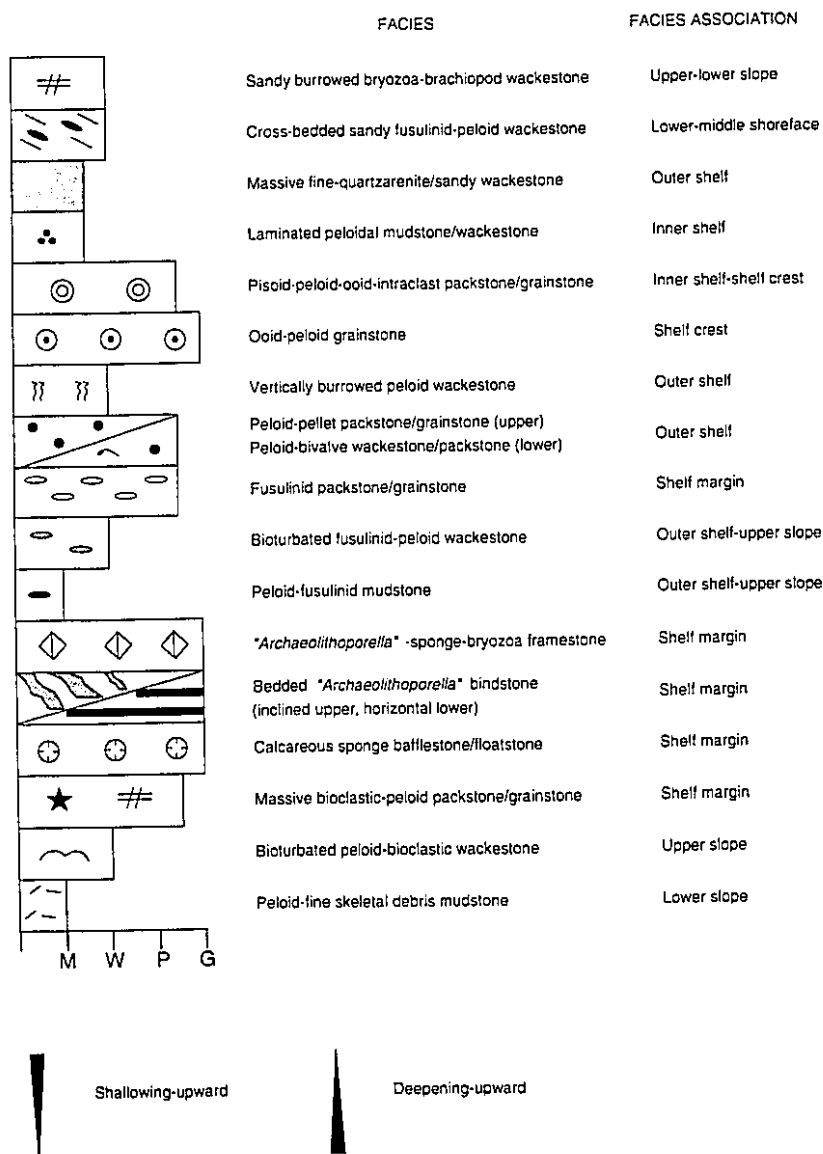 FACIES FACIES ASSOCIATION
Sandy burrowed bryozoa-brachiopod wackestone Upper-lower slope
Cross-bedded sandy fusulinid-peloid wackestone Lower-middle shoreface
Massive fine-quartzarenite/sandy wackestone Outer shelf
Laminated peloidal mudstone/wackestone Inner shelf
Pisoid-peloid-ooid-intraclast packstone/grainstone Inner shelf-shelf crest
Ooid-peloid grainstone Shelf crest
Vertically burrowed peloid wackestone Outer shelf
Peloid-pellet packstone/grainstone (upper)
Peloid-bivalve wackestone/packstone (lower) Outer shelf
Fusulinid packstone/grainstone Shelf margin
Bioturbated fusulinid-peloid wackestone Outer shelf-upper slope
Peloid-fusulinid mudstone Outer shelf-upper slope
"Archaeolithoporella" -sponge-bryozoa framestone Shelf margin
Bedded "Archaeolithoporella" bindstone Shelf margin
(inclined upper, horizontal lower)
Calcareous sponge bafflestone/floatstone Shelf margin
Massive bioclastic-peloid packstone/grainstone Shelf margin
Bioturbated peloid-bioclastic wackestone Upper slope
Peloid-fine skeletal debris mudstone Lower slope
M W P G
Shallowing-upward Deepening-upward